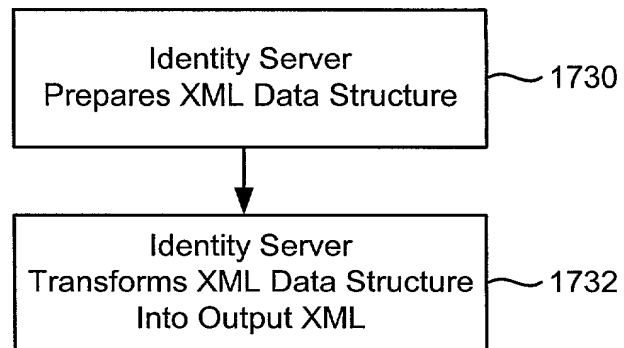 Identity Server
Prepares XML Data Structure
1730
Identity Server
Transforms XML Data Structure
Into Output XML
1732